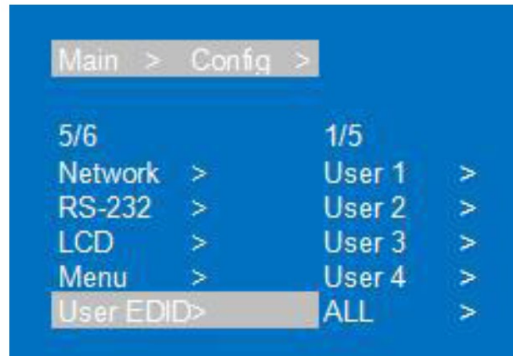 Main > Config >
5/6 1/5
Network > User 1 >
RS-232 > User 2 >
LCD > User 3 >
Menu > User 4 >
User EDID> ALL >